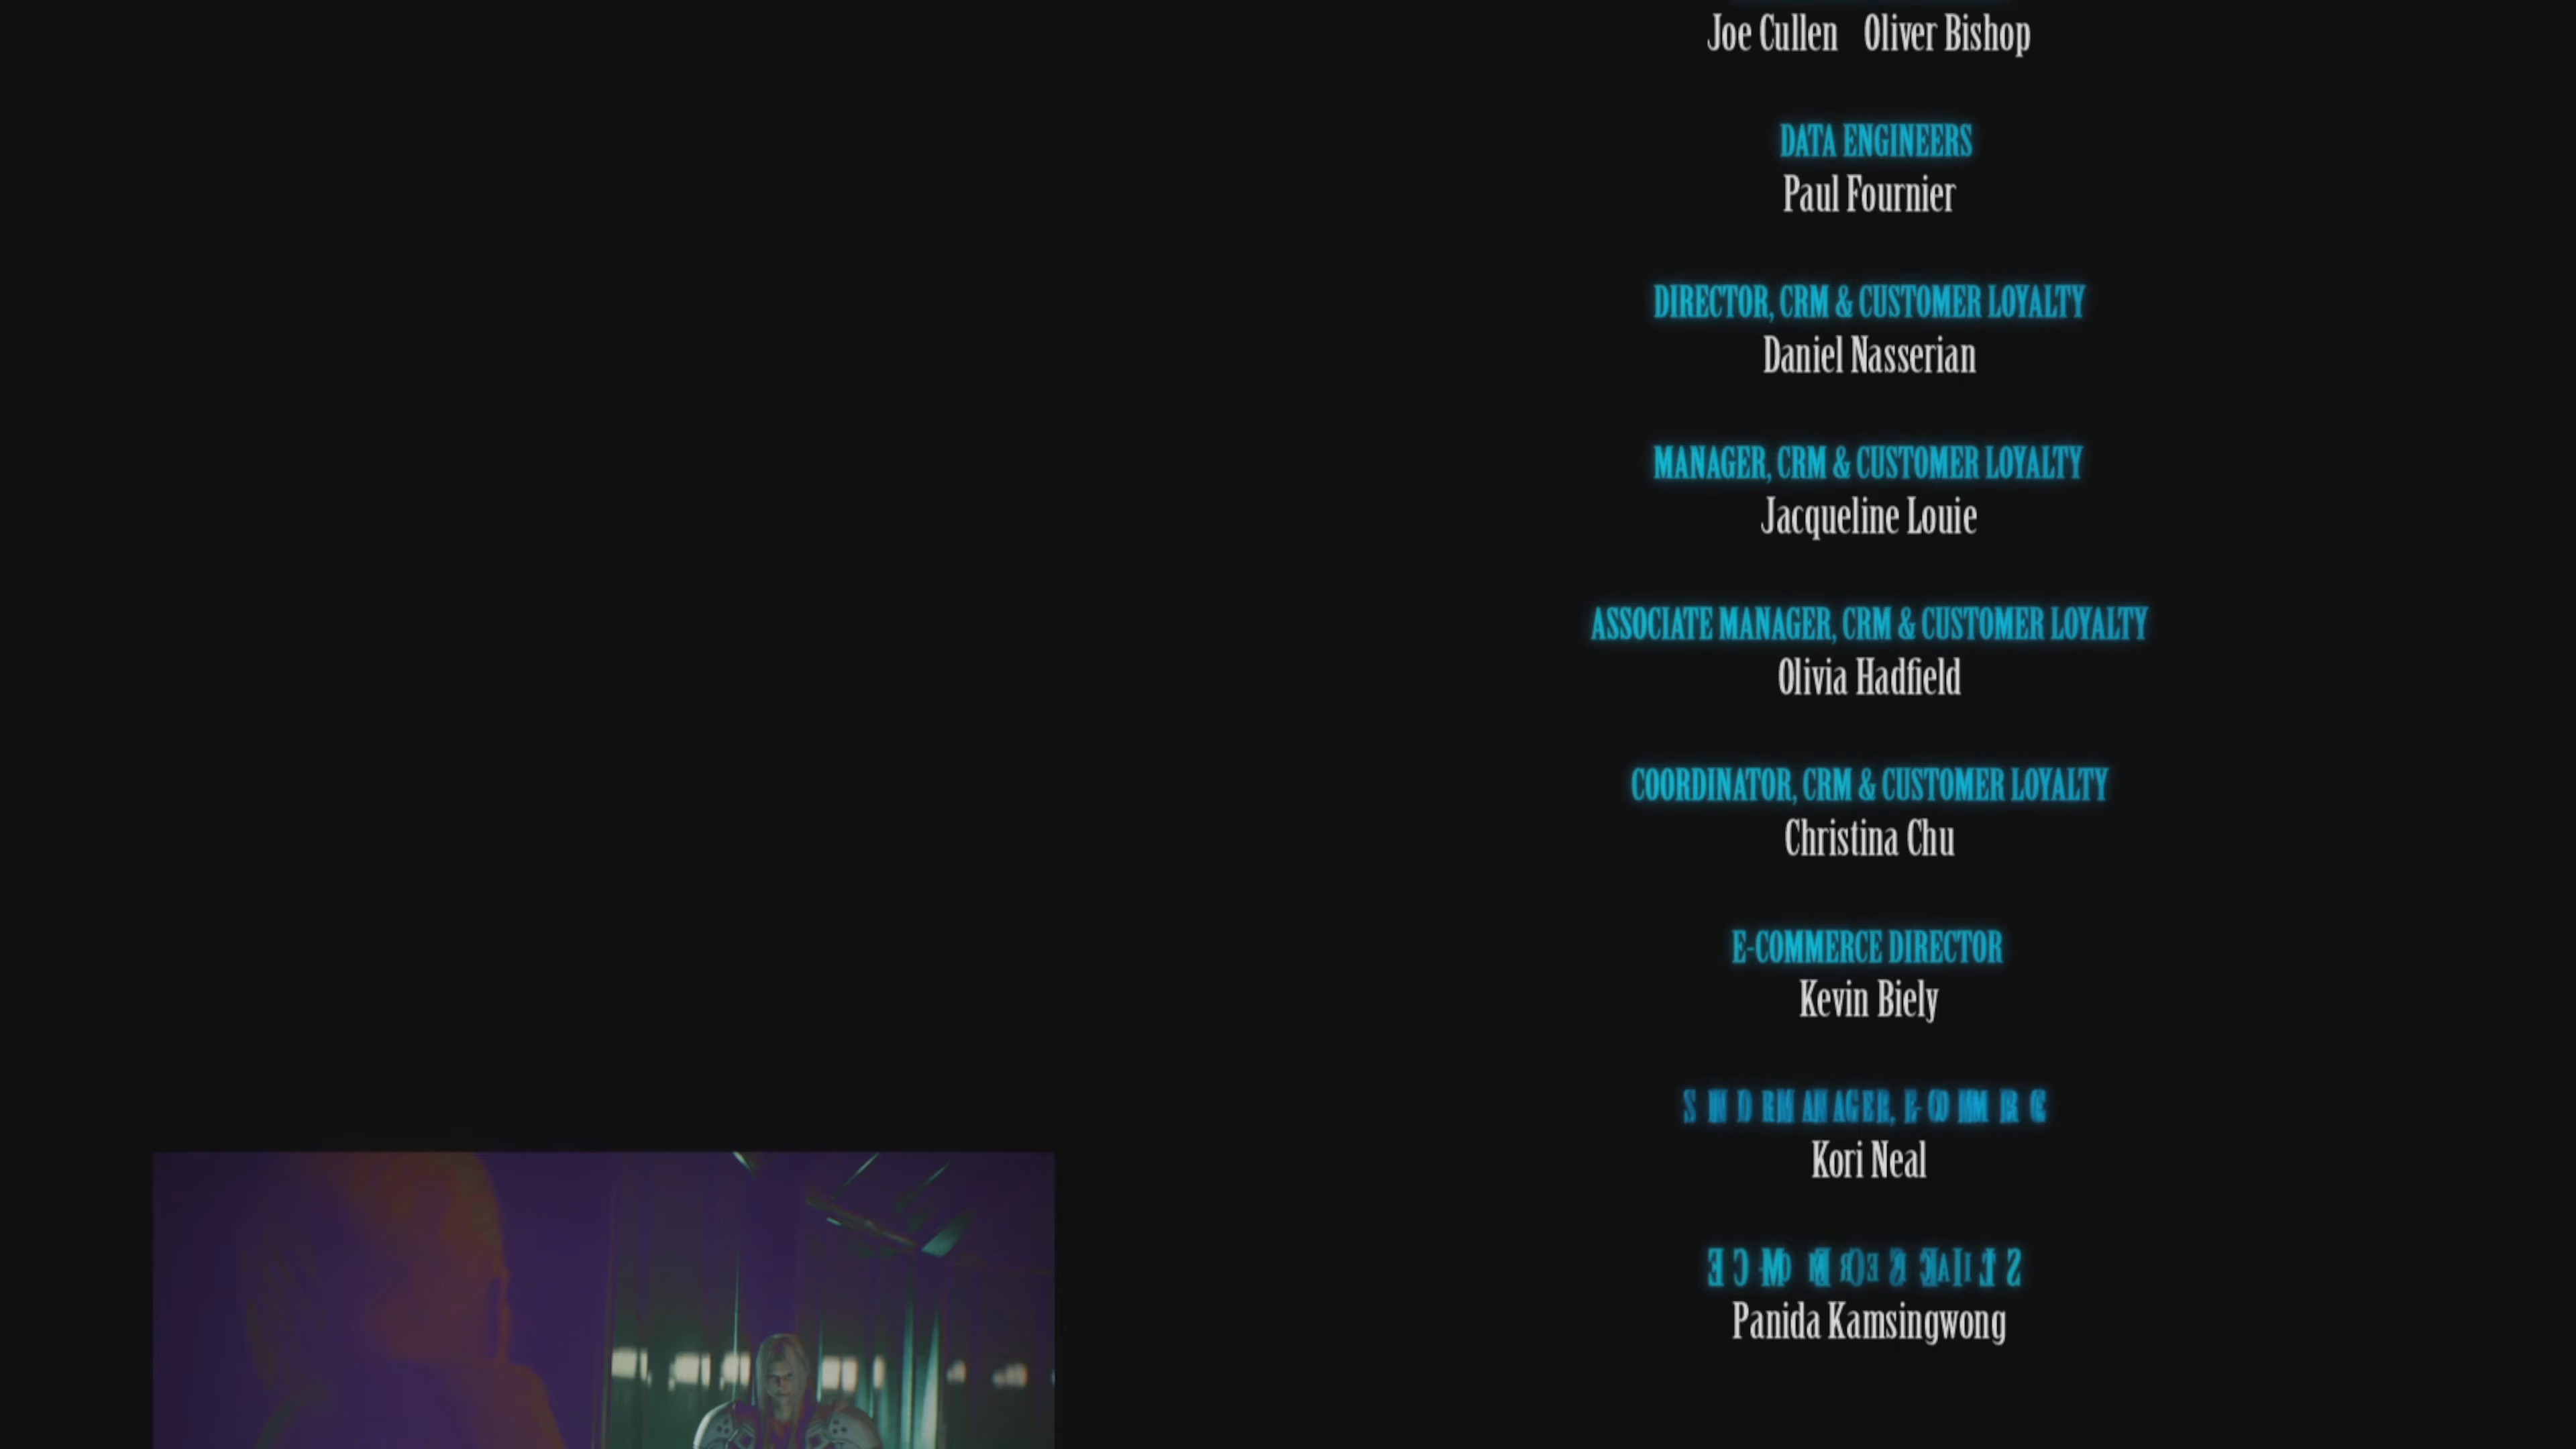 Joe Cullen Oliver Bishop
DATA ENGINEERS
Paul Fournier
DIRECTOR, CRM & CUSTOMER LOYALTY
Daniel Nasserian
MANAGER, CRM & CUSTOMER LOYALTY
Jacqueline Louie
ASSOCIATE MANAGER, CRM & CUSTOMER LOYALTY
Olivia Hadfield
COORDINATOR, CRM & CUSTOMER LOYALTY
Christina Chu
E-COMMERCE DIRECTOR
Kevin Biely
Kori Neal
Panida Kamsingwong